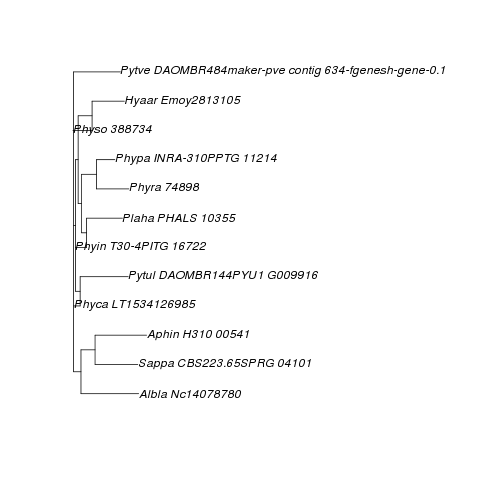 Pytve DAOMBR484maker-pve contig 634-fgenesh-gene-0.1
Hyaar Emoy2813105
Physo 388734
Phypa INRA-310PPTG 11214
Phyra 74898
Plaha PHALS 10355
Phyin T30-4PITG 16722
Pytul DAOMBR144PYU1 G009916
Phyca LT1534126985
Aphin H310 00541
Sappa CBS223.65SPRG 04101
Albla Nc14078780